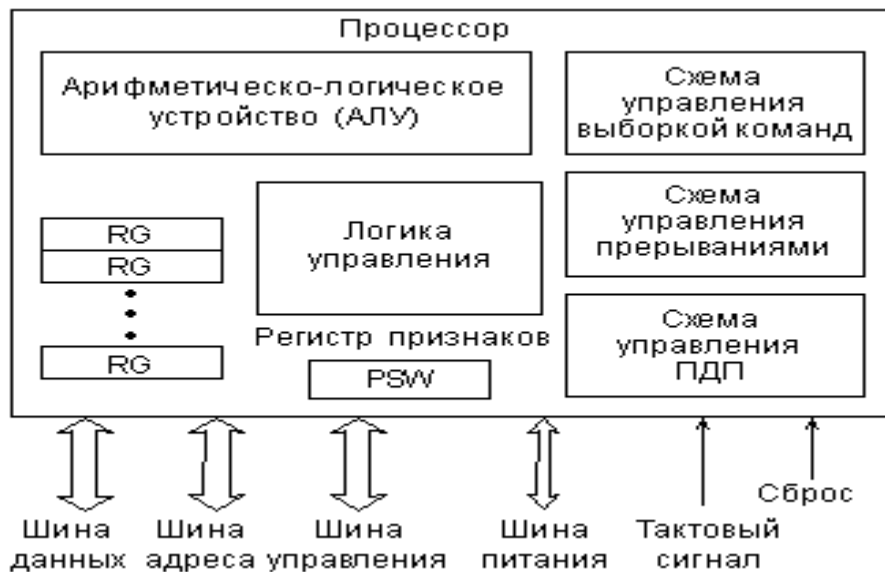 Процессор
Арифметическо-логическое
устройство (АЛУ)
Схема
управления
выборкой команд
RG
RG
RG
Логика
управления
Схема
управления
прерываниями
Регистр признаков
PSW
Схема
управления
ПДП
Шина
данных
Шина
адреса
Шина
управления
Шина
питания
Тактовый
сигнал
Сброс